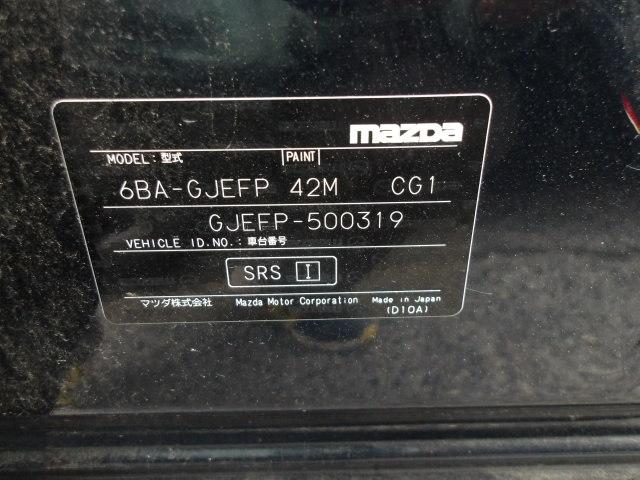 mazda
MODEL:型式 PAINT
6BA-GJEFP 42M CG1
GJEFP-500319
VEHICLE ID.NO.:車台番号
SRS I
マツダ株式会社 Mazda Motor Corporation Made in Japan
(D10A)